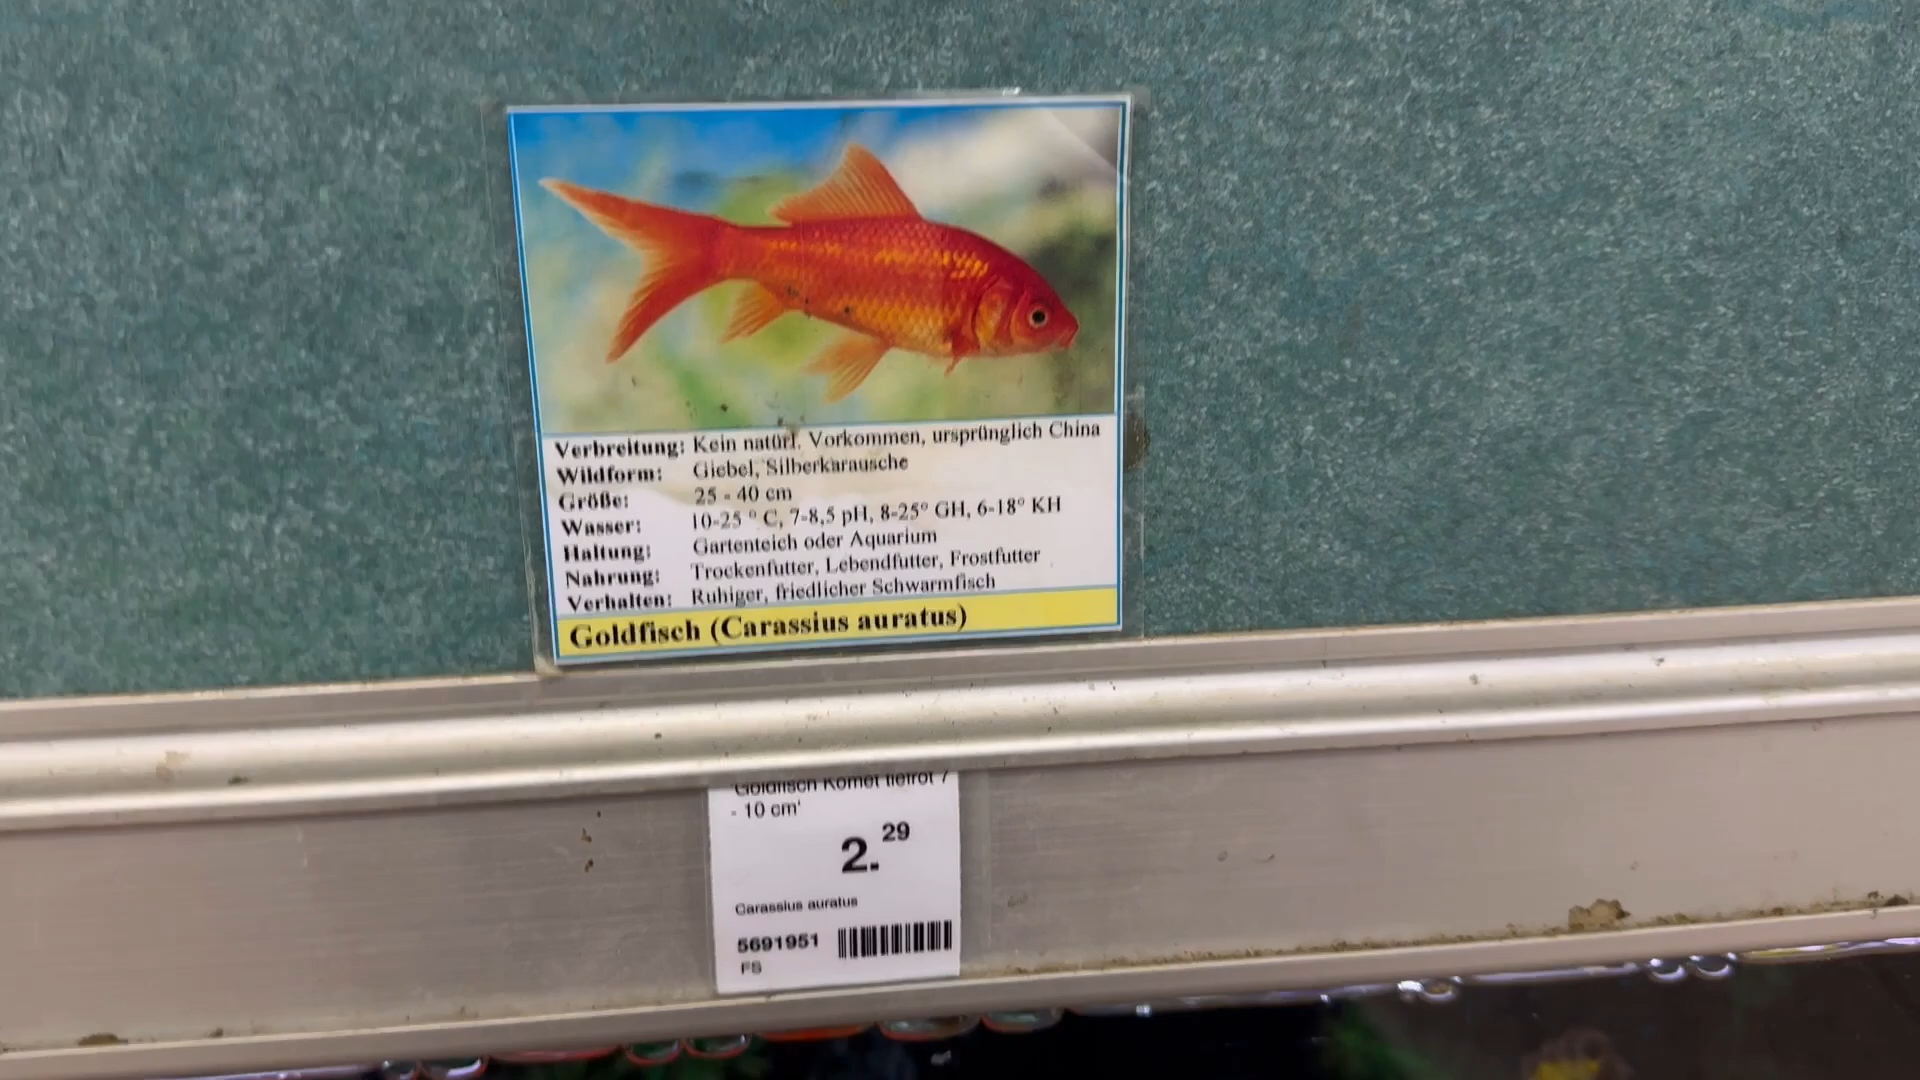 Verbreitung: Kein natürl. Vorkommen, ursprünglich China
Wildform: Giebel, Silberkarausche
Größe: 25 - 40 cm
Wasser: 10-25 ° C, 7-8,5 pH, 8-25° GH, 6-18° KH
Haltung: Gartenteich oder Aquarium
Nahrung: Trockenfutter, Lebendfutter, Frostfutter
Verhalten: Ruhiger, friedlicher Schwarmfisch
Goldfisch (Carassius auratus)
Goldfisch Komet tiefrot 7
- 10 cm'
2.29
Carassius auratus
5691951
FS